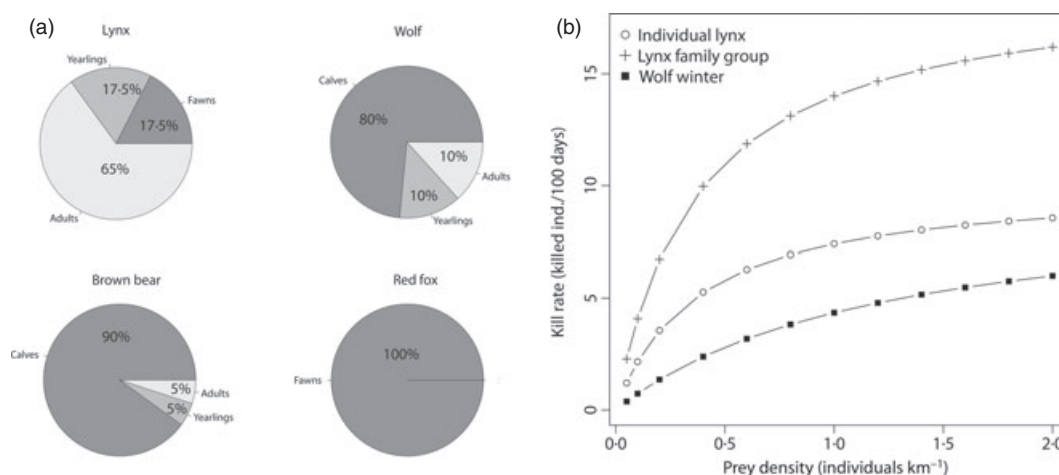 (a)
Lynx
Yearlings
17·5%
Fawns
17·5%
65%
Adults
Wolf
Calves
80%
10%
Adults
10%
Yearlings
Brown bear
90%
Calves
5%
Adults
5%
Yearlings
Red fox
100%
Fawns
(b)
Individual lynx
Lynx family group
Wolf winter
Kill rate (killed ind./100 days)
15
10
5
0
0·0 0·5 1·0 1·5 2·0
Prey density (individuals km⁻¹)